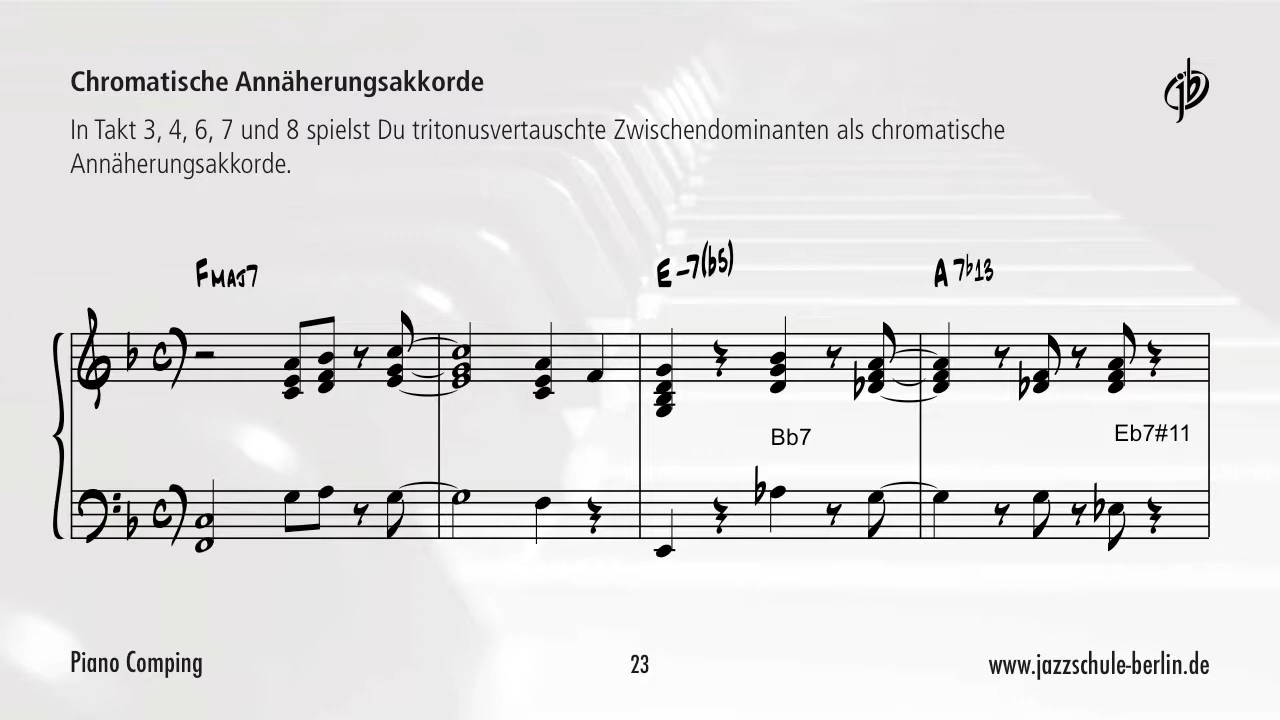 Chromatische Annäherungsakkorde
In Takt 3, 4, 6, 7 und 8 spielst Du tritonusvertauschte Zwischendominanten als chromatische
Annäherungsakkorde.
FMAJ7 E-7(b5) A7b13
Bb7 Eb7#11
Piano Comping 23 www.jazzschule-berlin.de